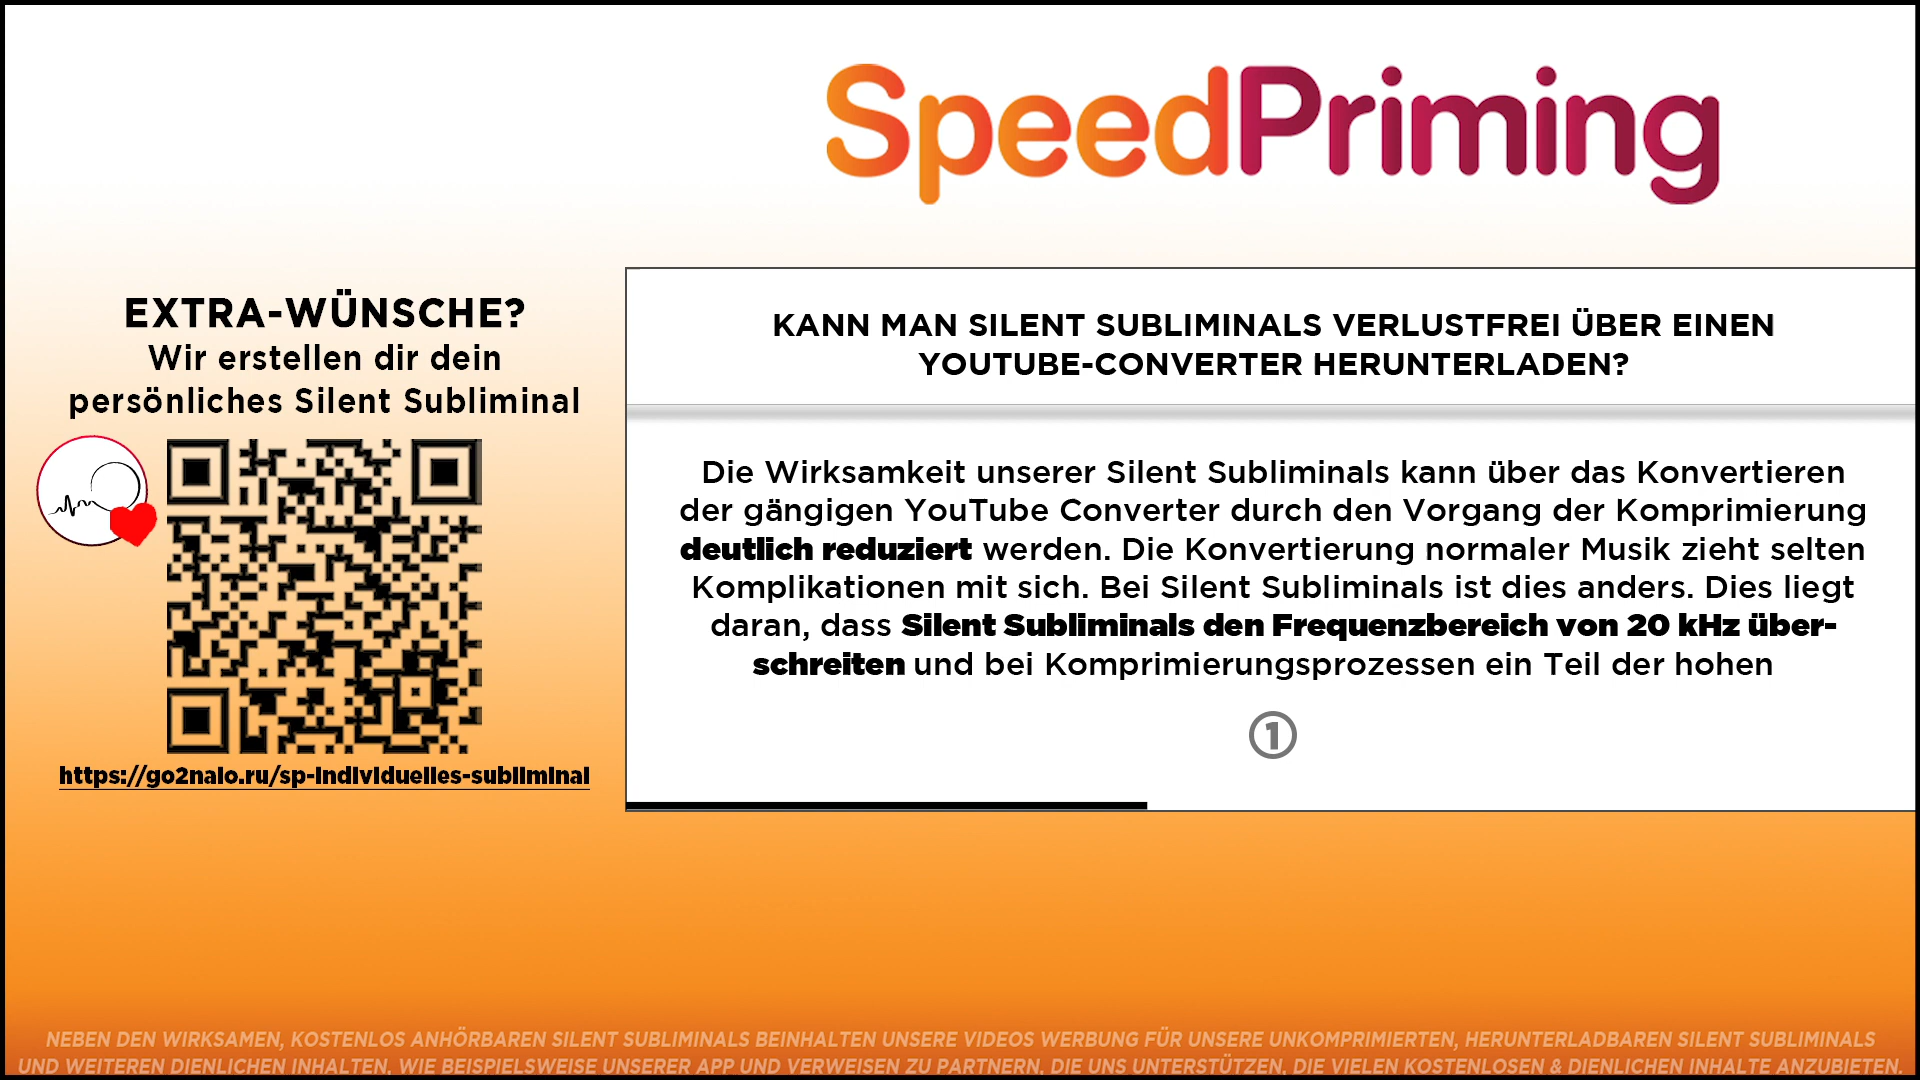 SpeedPriming
EXTRA-WÜNSCHE?
Wir erstellen dir dein
persönliches Silent Subliminal
https://go2nalo.ru/sp-individuelles-subliminal
KANN MAN SILENT SUBLIMINALS VERLUSTFREI ÜBER EINEN
YOUTUBE-CONVERTER HERUNTERLADEN?
Die Wirksamkeit unserer Silent Subliminals kann über das Konvertieren
der gängigen YouTube Converter durch den Vorgang der Komprimierung
deutlich reduziert werden. Die Konvertierung normaler Musik zieht selten
Komplikationen mit sich. Bei Silent Subliminals ist dies anders. Dies liegt
daran, dass Silent Subliminals den Frequenzbereich von 20 kHz über-
schreiten und bei Komprimierungsprozessen ein Teil der hohen
①
NEBEN DEN WIRKSAMEN, KOSTENLOS ANHÖRBAREN SILENT SUBLIMINALS BEINHALTEN UNSERE VIDEOS WERBUNG FÜR UNSERE UNKOMPRIMIERTEN, HERUNTERLADBAREN SILENT SUBLIMINALS
UND WEITEREN DIENLICHEN INHALTEN, WIE BEISPIELSWEISE UNSERER APP UND VERWEISEN ZU PARTNERN, DIE UNS UNTERSTÜTZEN, DIE VIELEN KOSTENLOSEN & DIENLICHEN INHALTE ANZUBIETEN.